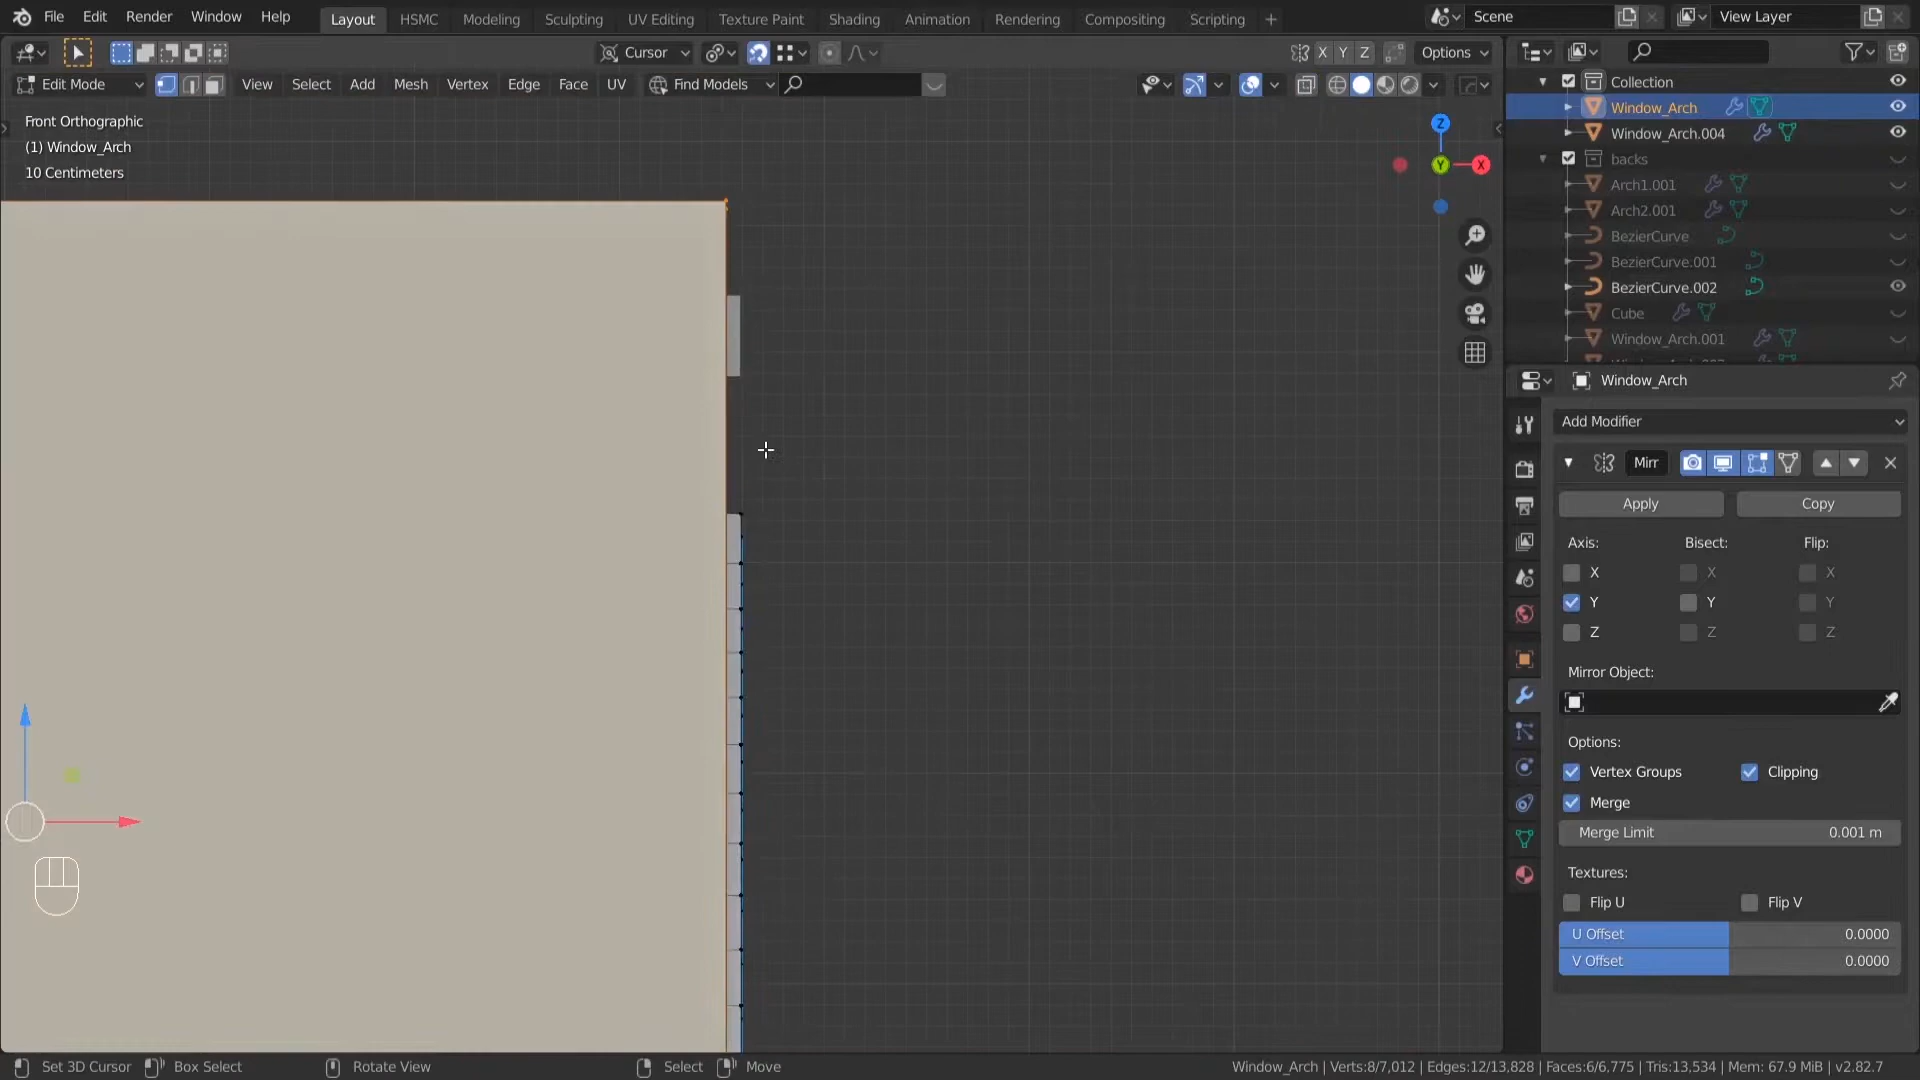 File Edit Render Window Help Layout HSMC Modeling Sculpting UV Editing Texture Paint Shading Animation Rendering Compositing Scripting + Scene View Layer
Cursor X Y Z Options
Edit Mode View Select Add Mesh Vertex Edge Face UV Find Models
Front Orthographic
(1) Window_Arch
10 Centimeters
Z
Y
X
Collection
Window_Arch
Window_Arch.004
backs
Arch1.001
Arch2.001
BezierCurve
BezierCurve.001
BezierCurve.002
Cube
Window_Arch.001
Window_Arch
Add Modifier
Mirr
Apply Copy
Axis: Bisect: Flip:
X X X
Y Y Y
Z Z Z
Mirror Object:
Options:
Vertex Groups Clipping
Merge
Merge Limit 0.001 m
Textures:
Flip U Flip V
U Offset 0.0000
V Offset 0.0000
Set 3D Cursor Box Select Rotate View Select Move Window_Arch | Verts:8/7,012 | Edges:12/13,828 | Faces:6/6,775 | Tris:13,534 | Mem: 67.9 MiB | v2.82.7